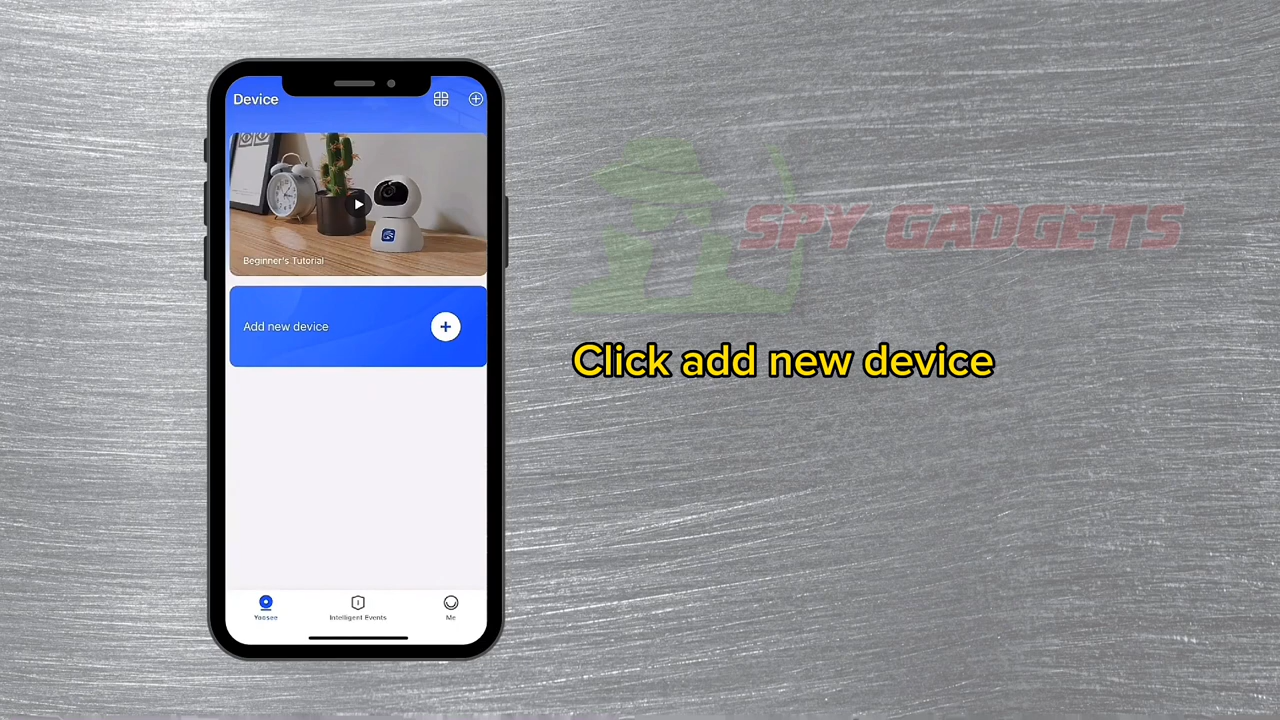 Device
Beginner's Tutorial
Add new device
Yoosee
Intelligent Events
Me
SPY GADGETS
Click add new device